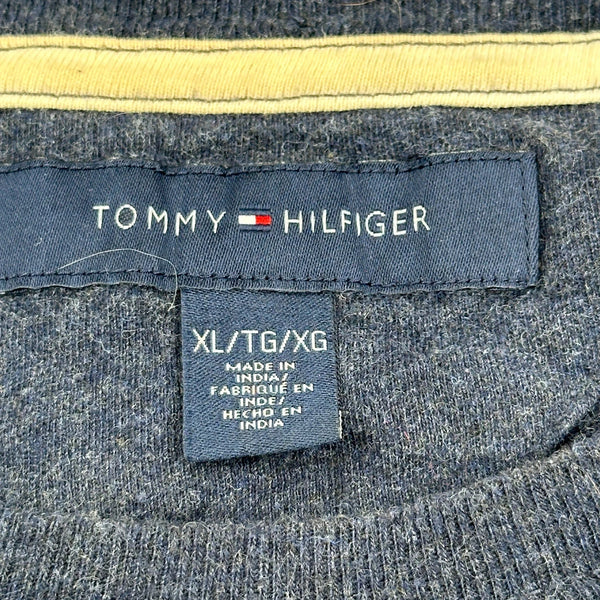 TOMMY HILFIGER
XL/TG/XG
MADE IN
INDIA/
FABRIQUÉ EN
INDE/
HECHO EN
INDIA